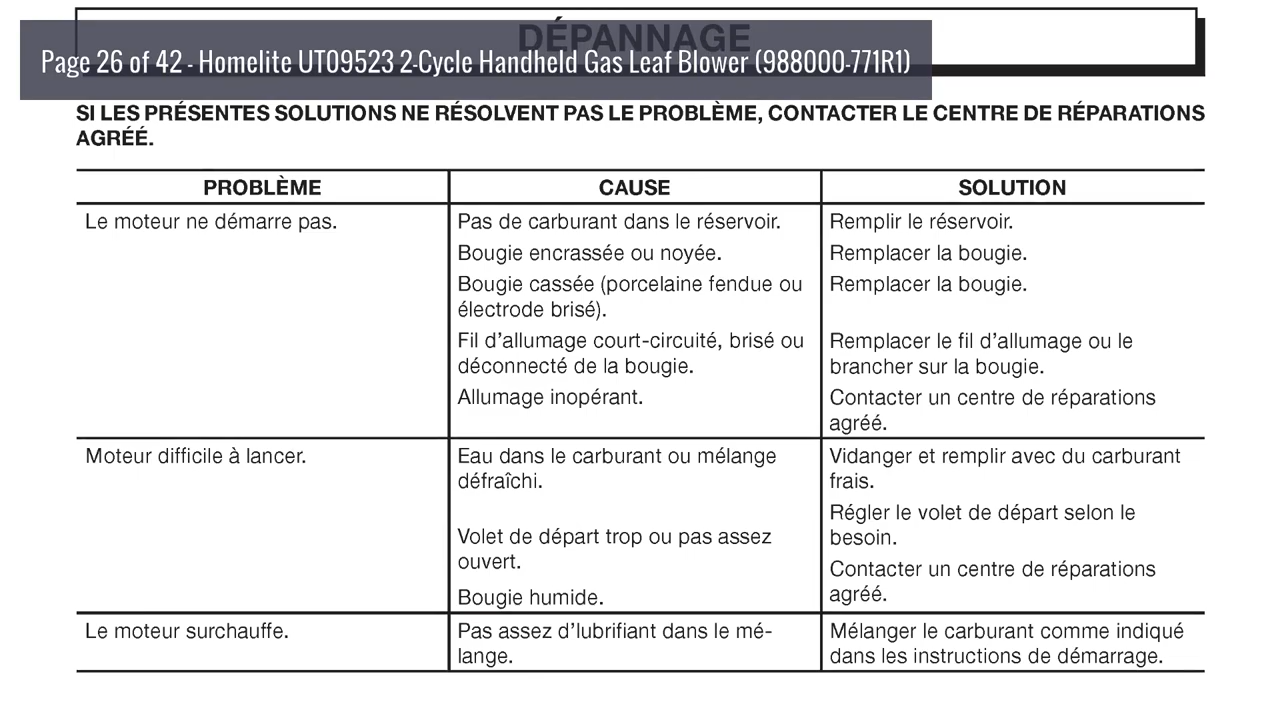 DÉPANNAGE
Page 26 of 42 - Homelite UT09523 2-Cycle Handheld Gas Leaf Blower (988000-771R1)
SI LES PRÉSENTES SOLUTIONS NE RÉSOLVENT PAS LE PROBLÈME, CONTACTER LE CENTRE DE RÉPARATIONS
AGRÉÉ.
PROBLÈME CAUSE SOLUTION
Le moteur ne démarre pas. Pas de carburant dans le réservoir. Remplir le réservoir.
Bougie encrassée ou noyée. Remplacer la bougie.
Bougie cassée (porcelaine fendue ou Remplacer la bougie.
électrode brisé).
Fil d'allumage court-circuité, brisé ou Remplacer le fil d'allumage ou le
déconnecté de la bougie. brancher sur la bougie.
Allumage inopérant. Contacter un centre de réparations
agréé.
Moteur difficile à lancer. Eau dans le carburant ou mélange Vidanger et remplir avec du carburant
défraîchi. frais.
Régler le volet de départ selon le
Volet de départ trop ou pas assez besoin.
ouvert.
Contacter un centre de réparations
Bougie humide. agréé.
Le moteur surchauffe. Pas assez d'lubrifiant dans le mé- Mélanger le carburant comme indiqué
lange. dans les instructions de démarrage.